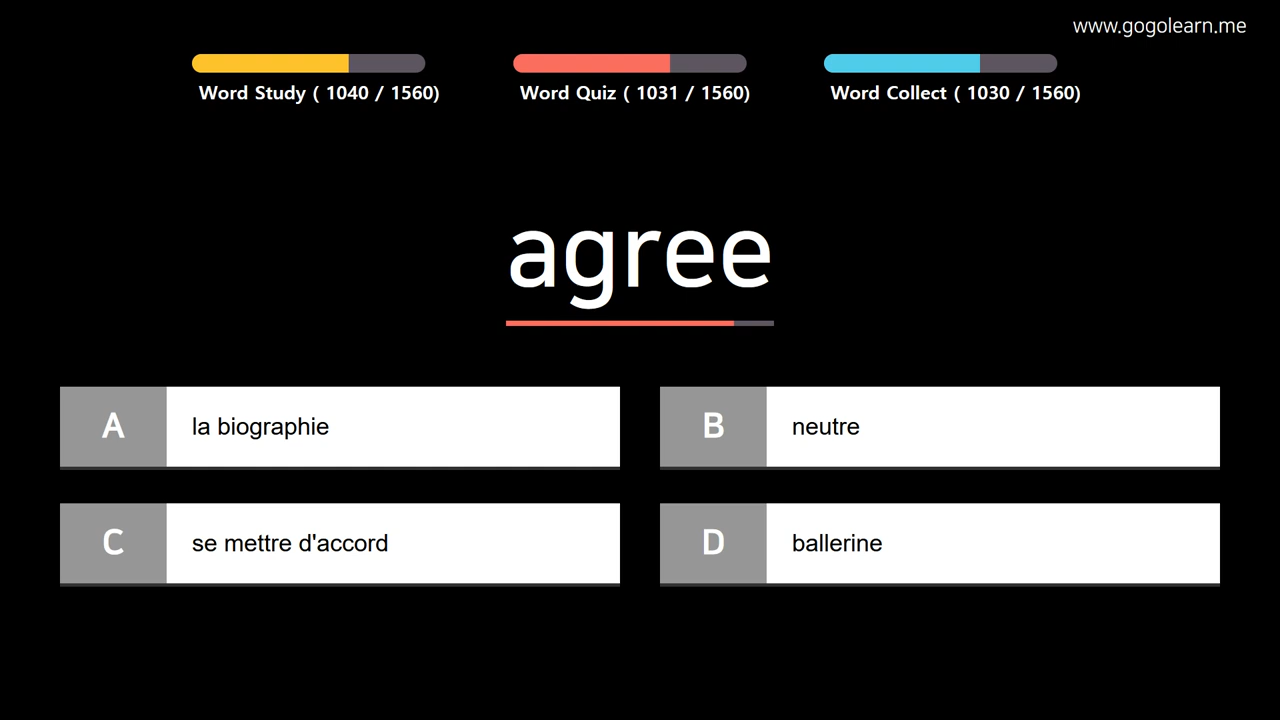 www.gogolearn.me
Word Study ( 1040 / 1560)
Word Quiz ( 1031 / 1560)
Word Collect ( 1030 / 1560)
agree
A
la biographie
B
neutre
C
se mettre d'accord
D
ballerine